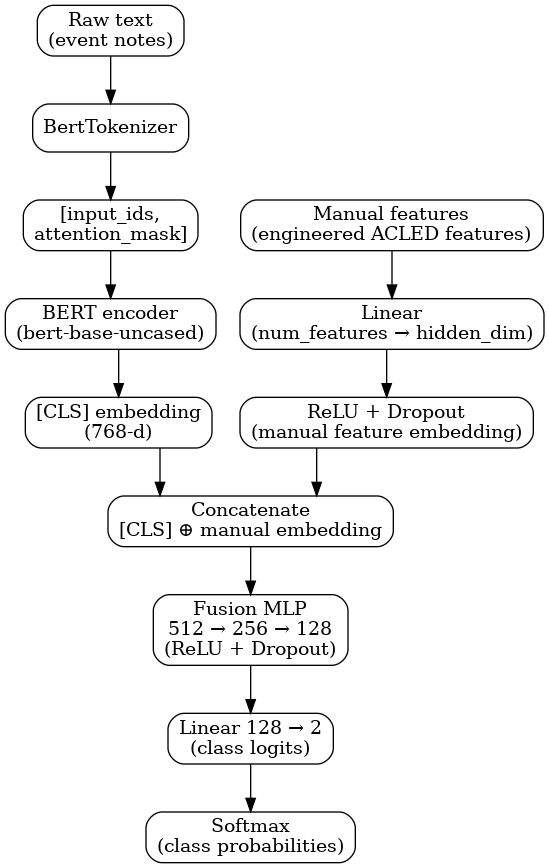 Raw text
(event notes)
BertTokenizer
[input_ids,
attention_mask]
Manual features
(engineered ACLED features)
BERT encoder
(bert-base-uncased)
Linear
(num_features → hidden_dim)
[CLS] embedding
(768-d)
ReLU + Dropout
(manual feature embedding)
Concatenate
[CLS] ⊕ manual embedding
Fusion MLP
512 → 256 → 128
(ReLU + Dropout)
Linear 128 → 2
(class logits)
Softmax
(class probabilities)